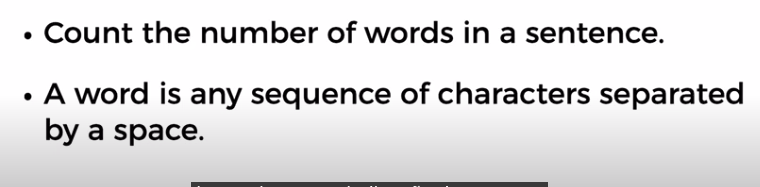 • Count the number of words in a sentence.
• A word is any sequence of characters separated
by a space.